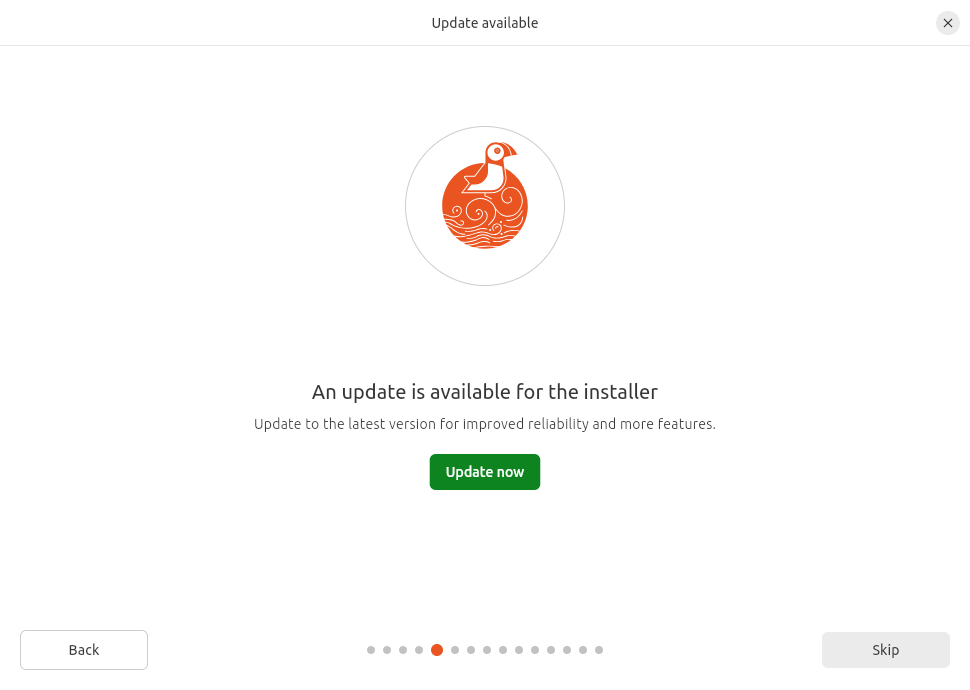 Update available
An update is available for the installer
Update to the latest version for improved reliability and more features.
Update now
Back
Skip